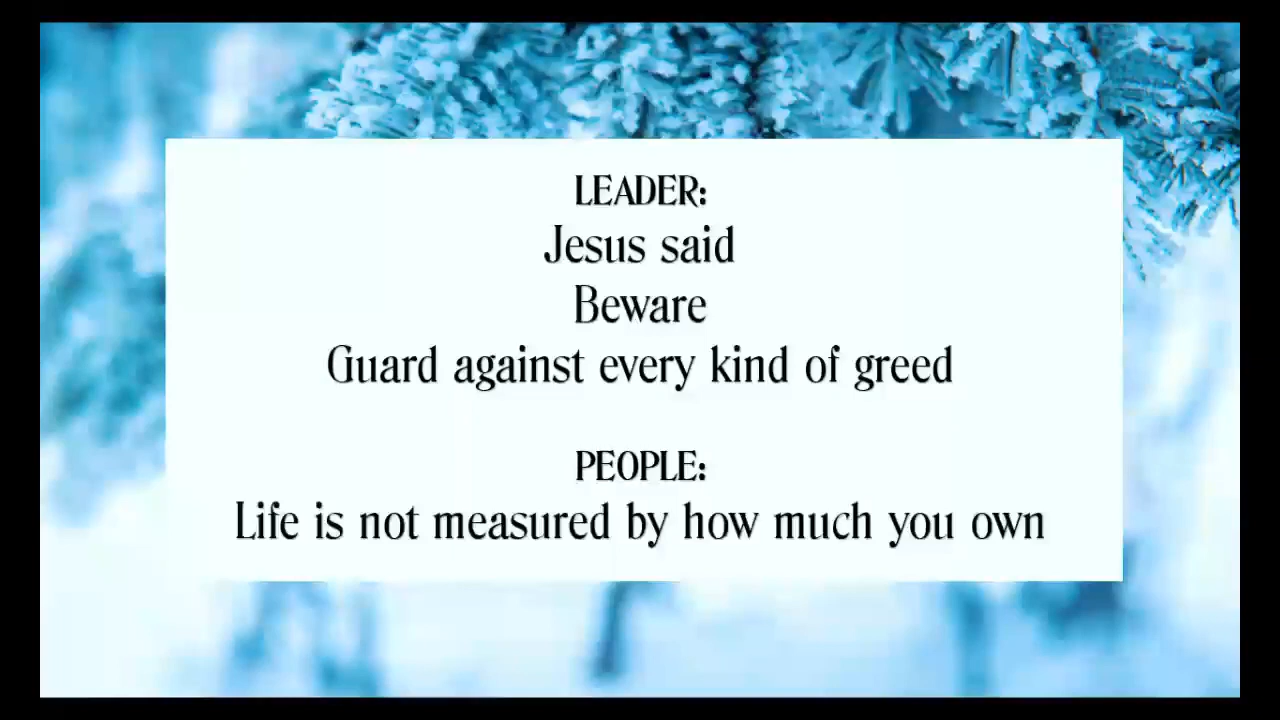 LEADER:
Jesus said
Beware
Guard against every kind of greed
PEOPLE:
Life is not measured by how much you own